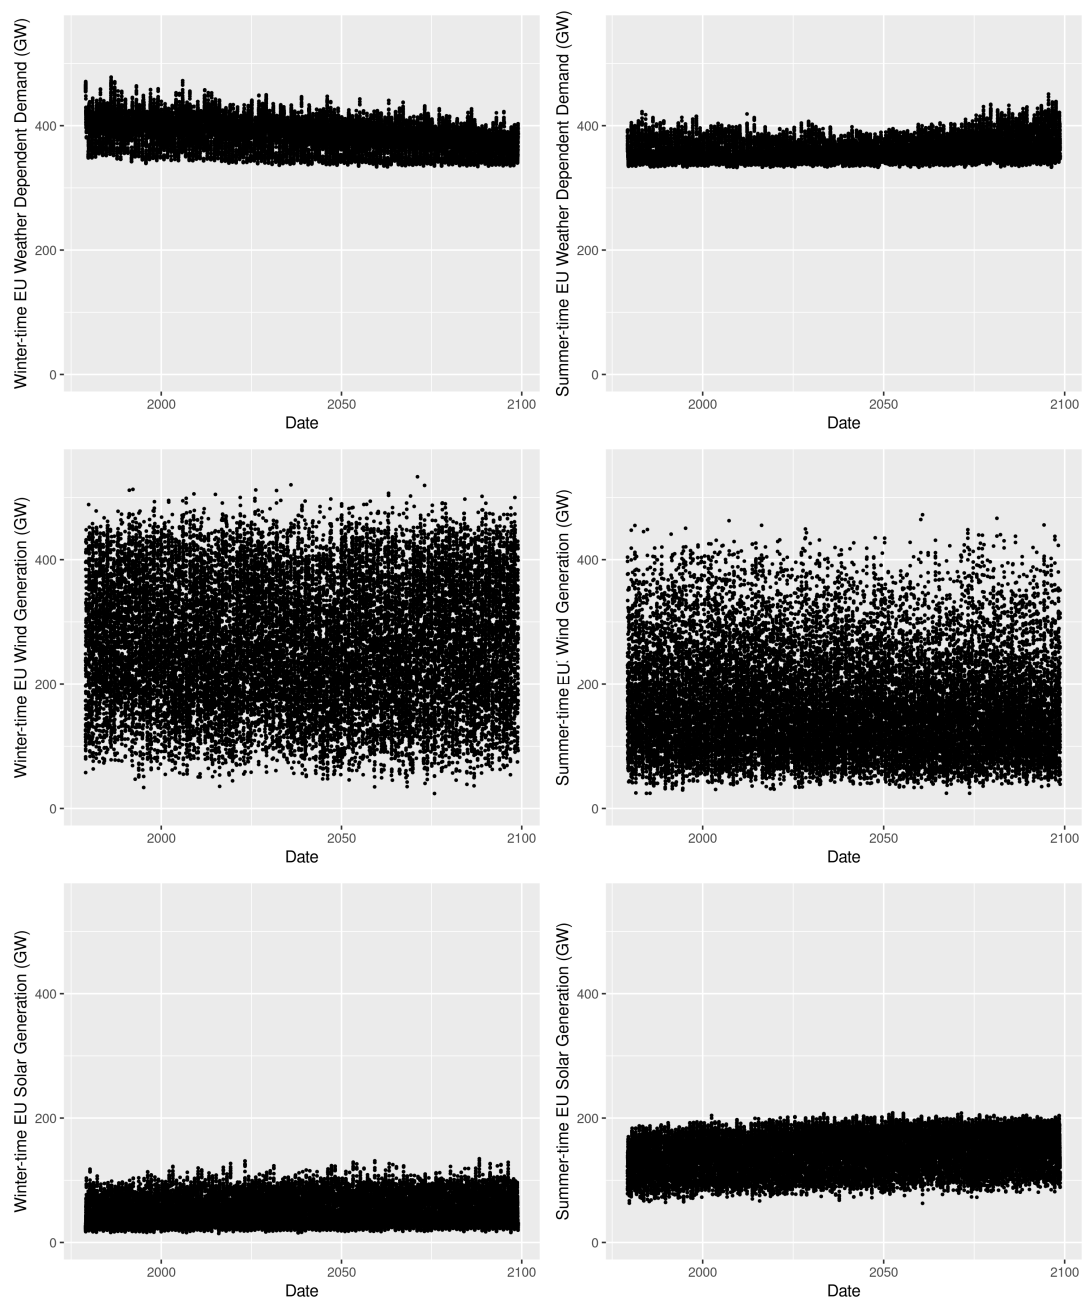 Winter-time EU Weather Dependent Demand (GW)
400
200
0
2000 2050 2100
Date
Summer-time EU Weather Dependent Demand (GW)
400
200
0
2000 2050 2100
Date
Winter-time EU Wind Generation (GW)
400
200
0
2000 2050 2100
Date
Summer-time EU Wind Generation (GW)
400
200
0
2000 2050 2100
Date
Winter-time EU Solar Generation (GW)
400
200
0
2000 2050 2100
Date
Summer-time EU Solar Generation (GW)
400
200
0
2000 2050 2100
Date